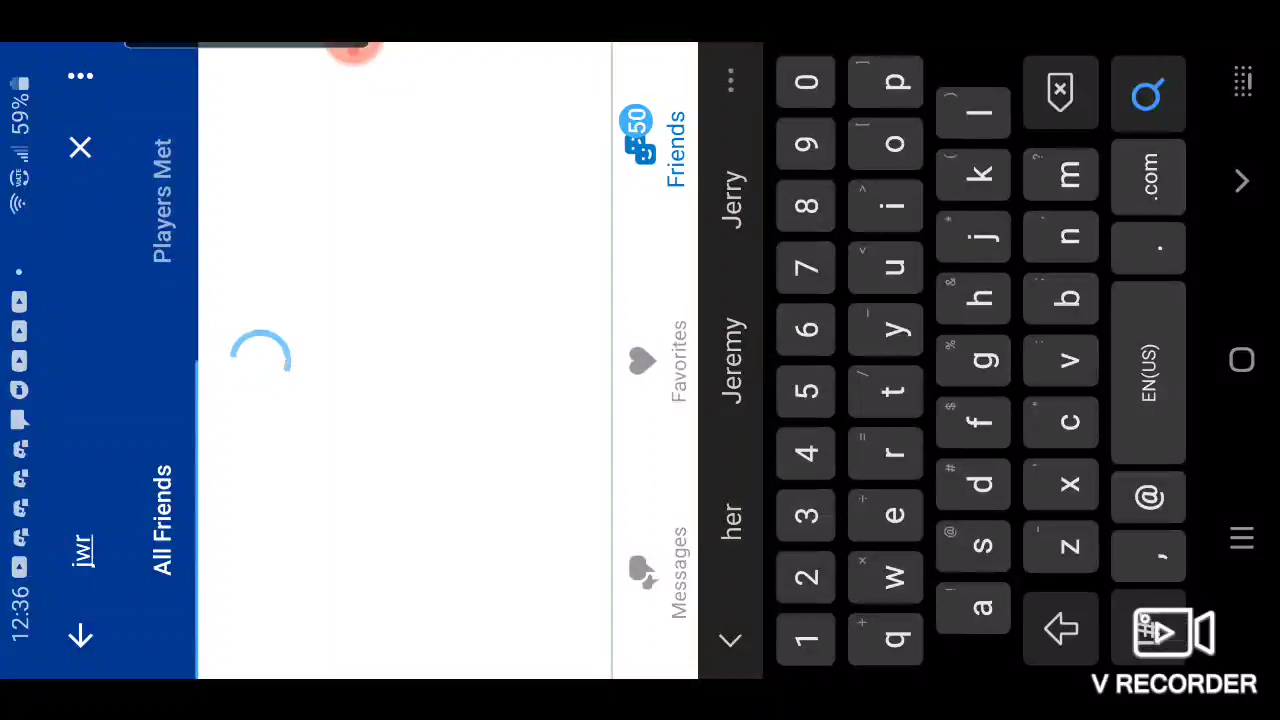 12:36
59%
jwr
All Friends
Players Met
Messages
Favorites
50
Friends
her
Jeremy
Jerry
1 2 3 4 5 6 7 8 9 0
q w e r t y u i o p
a s d f g h j k l
z x c v b n m
, @ EN(US) . .com
V RECORDER